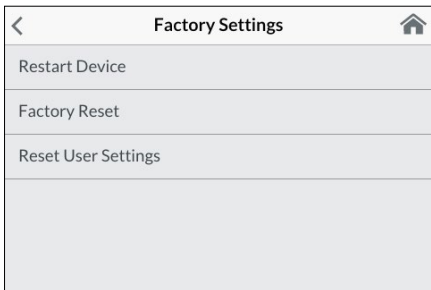 Factory Settings
Restart Device
Factory Reset
Reset User Settings